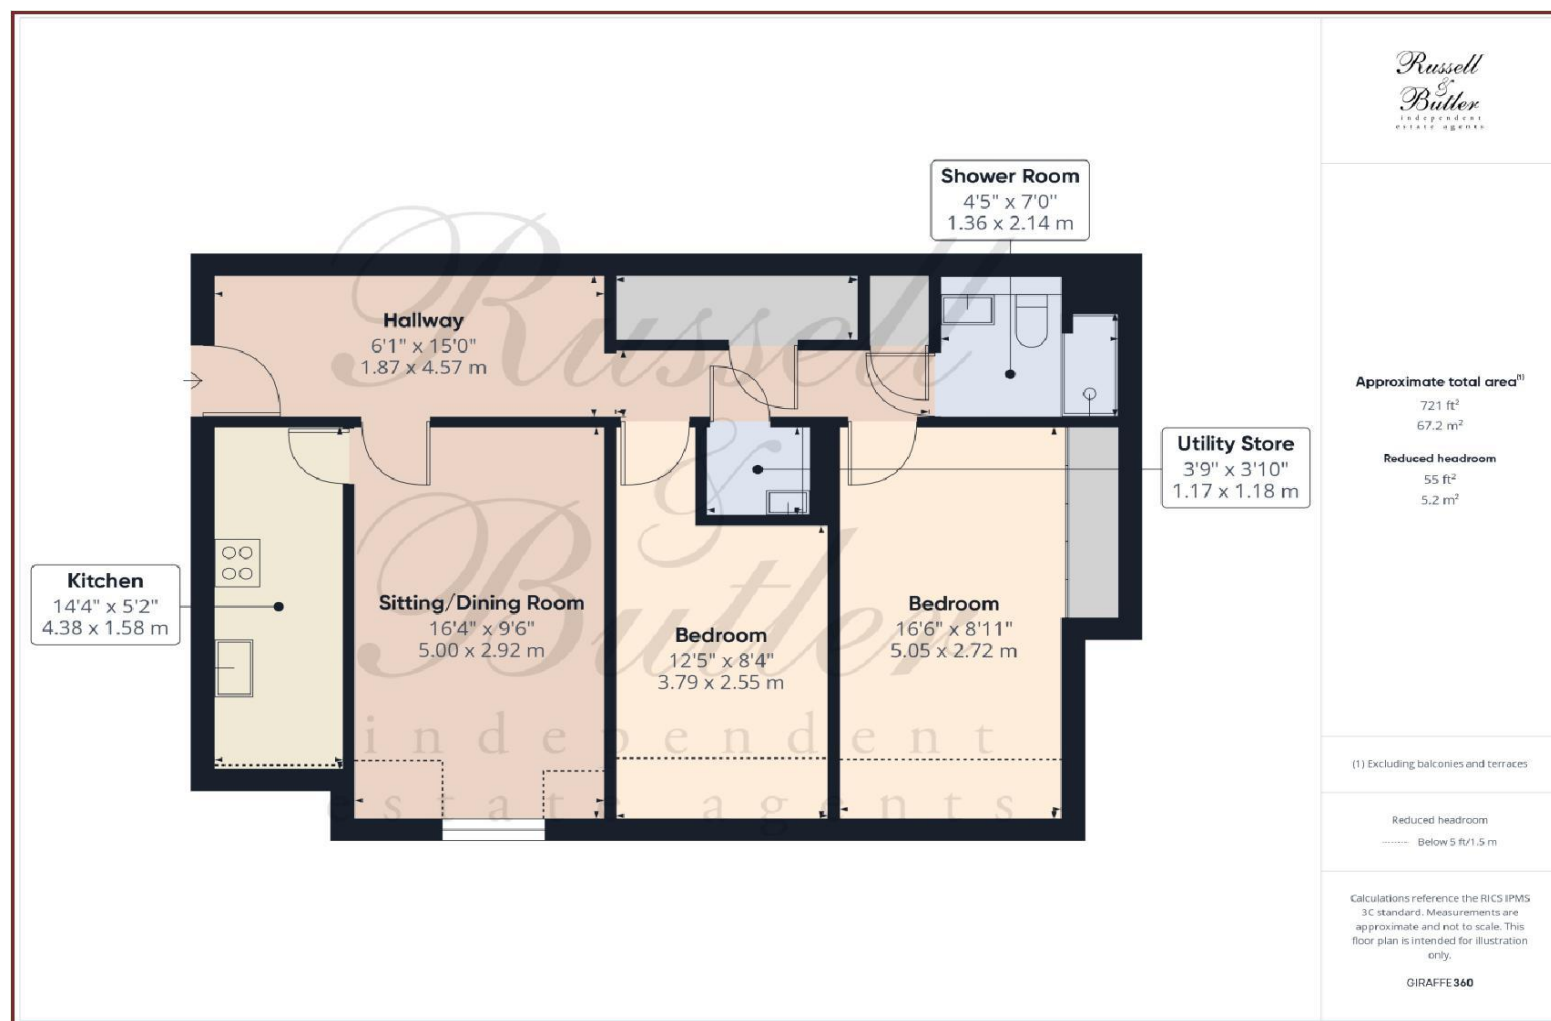 Russell
&
Butler
independent
estate agents
Shower Room
4'5" x 7'0"
1.36 x 2.14 m
Hallway
6'1" x 15'0"
1.87 x 4.57 m
Utility Store
3'9" x 3'10"
1.17 x 1.18 m
Kitchen
14'4" x 5'2"
4.38 x 1.58 m
Sitting/Dining Room
16'4" x 9'6"
5.00 x 2.92 m
Bedroom
12'5" x 8'4"
3.79 x 2.55 m
Bedroom
16'6" x 8'11"
5.05 x 2.72 m
Russell
&
Butler
independent
estate agents
Approximate total area(1)
721 ft²
67.2 m²
Reduced headroom
55 ft²
5.2 m²
(1) Excluding balconies and terraces
Reduced headroom
Below 5 ft/1.5 m
Calculations reference the RICS IPMS
3C standard. Measurements are
approximate and not to scale. This
floor plan is intended for illustration
only.
GIRAFFE360